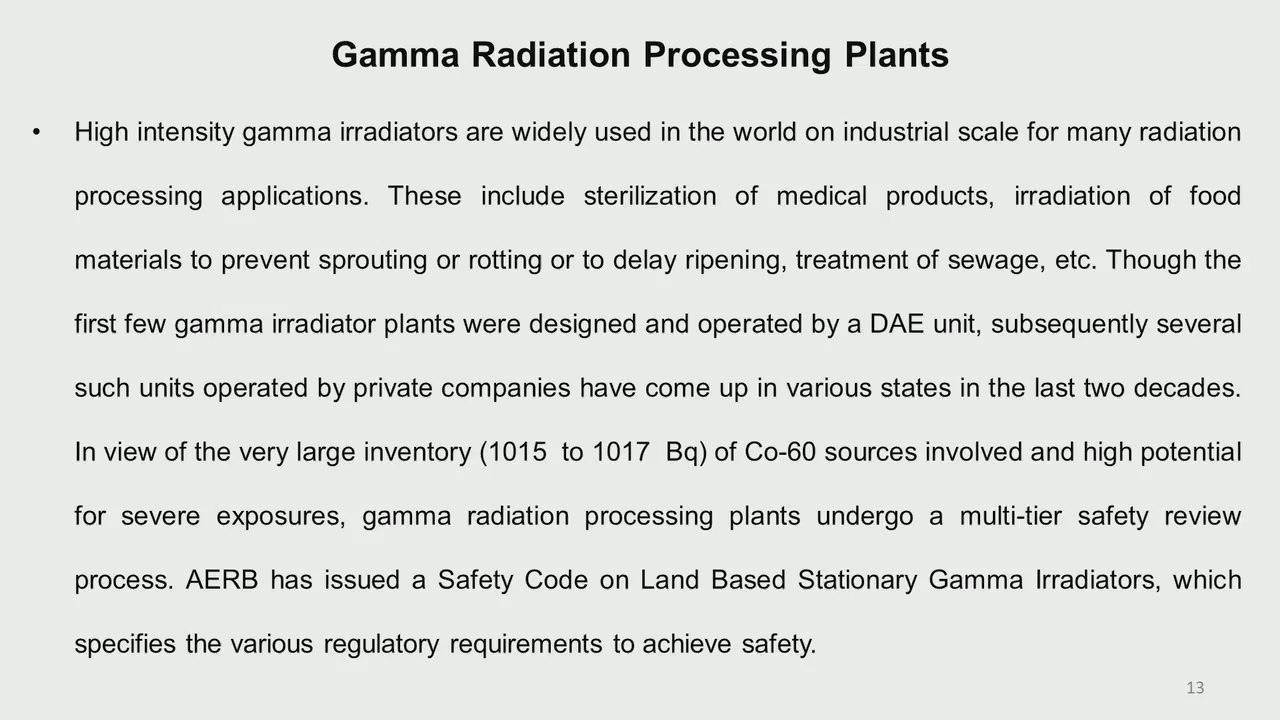 Gamma Radiation Processing Plants
• High intensity gamma irradiators are widely used in the world on industrial scale for many radiation
processing applications. These include sterilization of medical products, irradiation of food
materials to prevent sprouting or rotting or to delay ripening, treatment of sewage, etc. Though the
first few gamma irradiator plants were designed and operated by a DAE unit, subsequently several
such units operated by private companies have come up in various states in the last two decades.
In view of the very large inventory (1015 to 1017 Bq) of Co-60 sources involved and high potential
for severe exposures, gamma radiation processing plants undergo a multi-tier safety review
process. AERB has issued a Safety Code on Land Based Stationary Gamma Irradiators, which
specifies the various regulatory requirements to achieve safety.
13